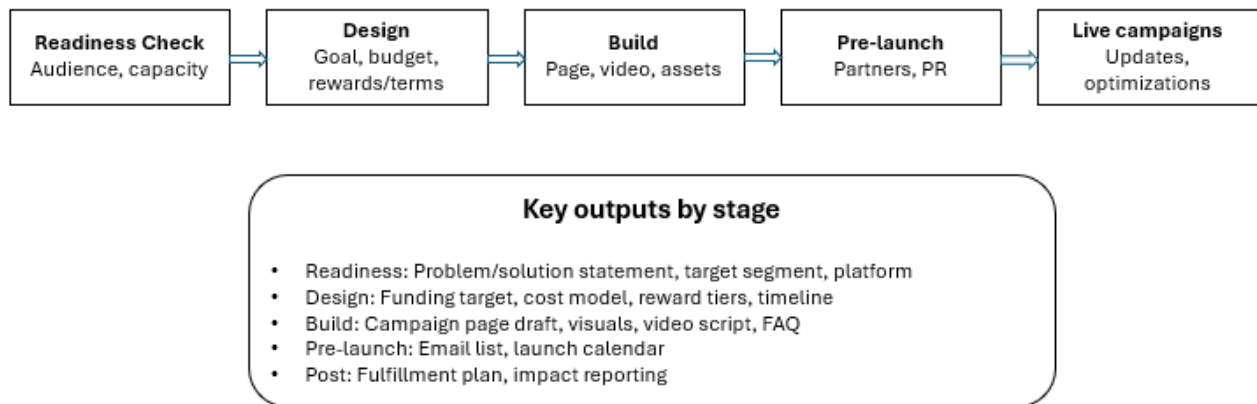 Readiness Check
Audience, capacity
Design
Goal, budget,
rewards/terms
Build
Page, video, assets
Pre-launch
Partners, PR
Live campaigns
Updates,
optimizations
Key outputs by stage
• Readiness: Problem/solution statement, target segment, platform
• Design: Funding target, cost model, reward tiers, timeline
• Build: Campaign page draft, visuals, video script, FAQ
• Pre-launch: Email list, launch calendar
• Post: Fulfillment plan, impact reporting